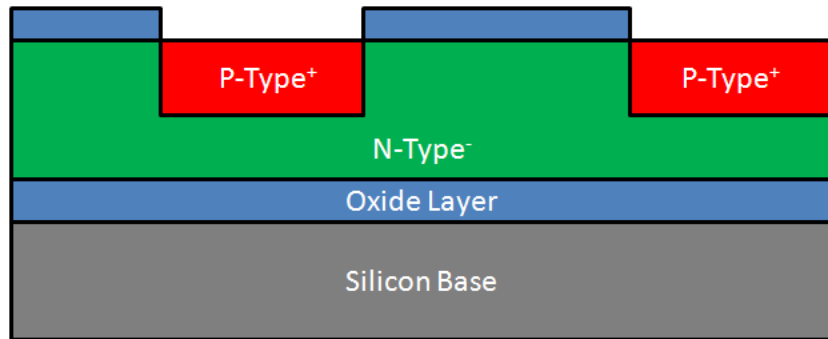 P-Type⁺
P-Type⁺
N-Type⁻
Oxide Layer
Silicon Base